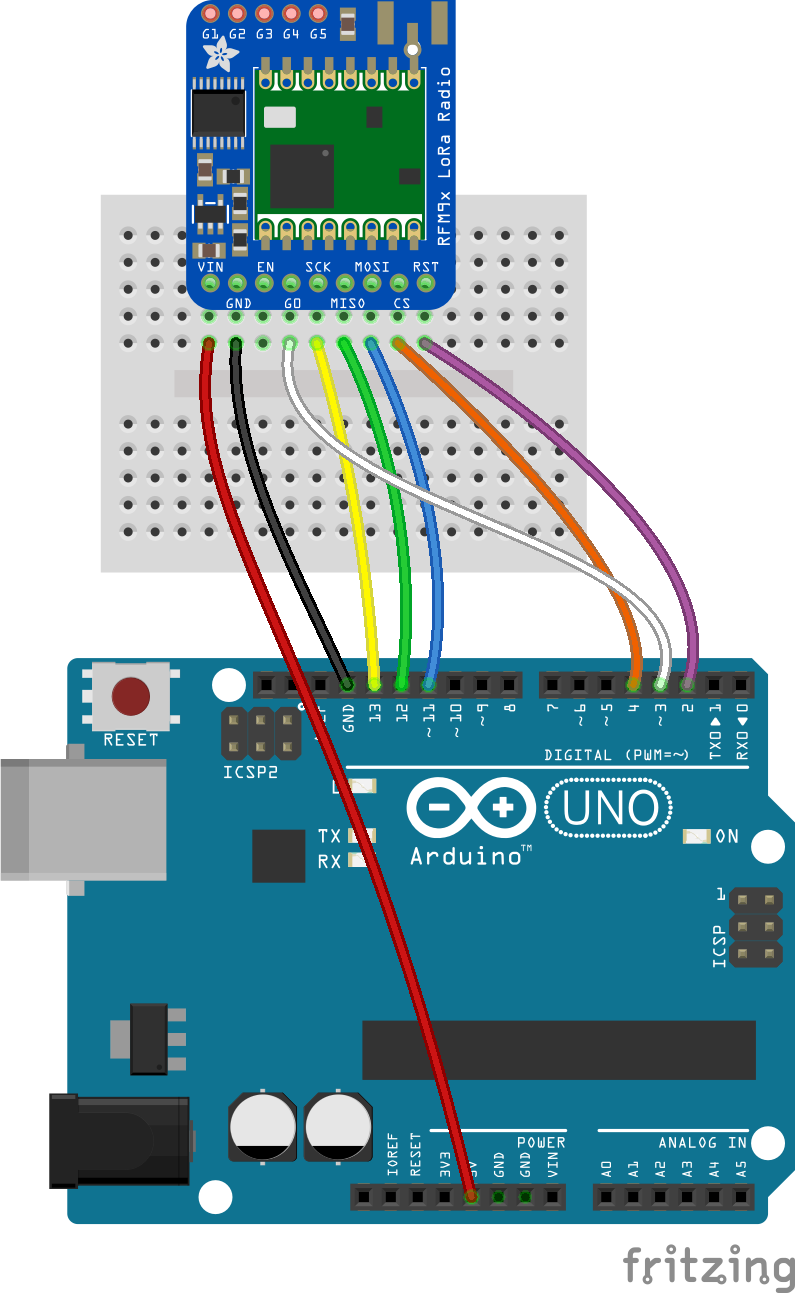 G1 G2 G3 G4 G5
RFM9x LoRa Radio
VIN EN SCK MOSI RST
GND G0 MISO CS
RESET
ICSP2
GND 13 12 ~11 ~10 ~9 8 7 ~6 ~5 4 ~3 2 TX0▶1 RX0◀0
DIGITAL (PWM=~)
L
TX
RX
Arduino™
UNO
ON
1
ICSP
POWER
ANALOG IN
IOREF RESET 3V3 5V GND GND VIN A0 A1 A2 A3 A4 A5
fritzing